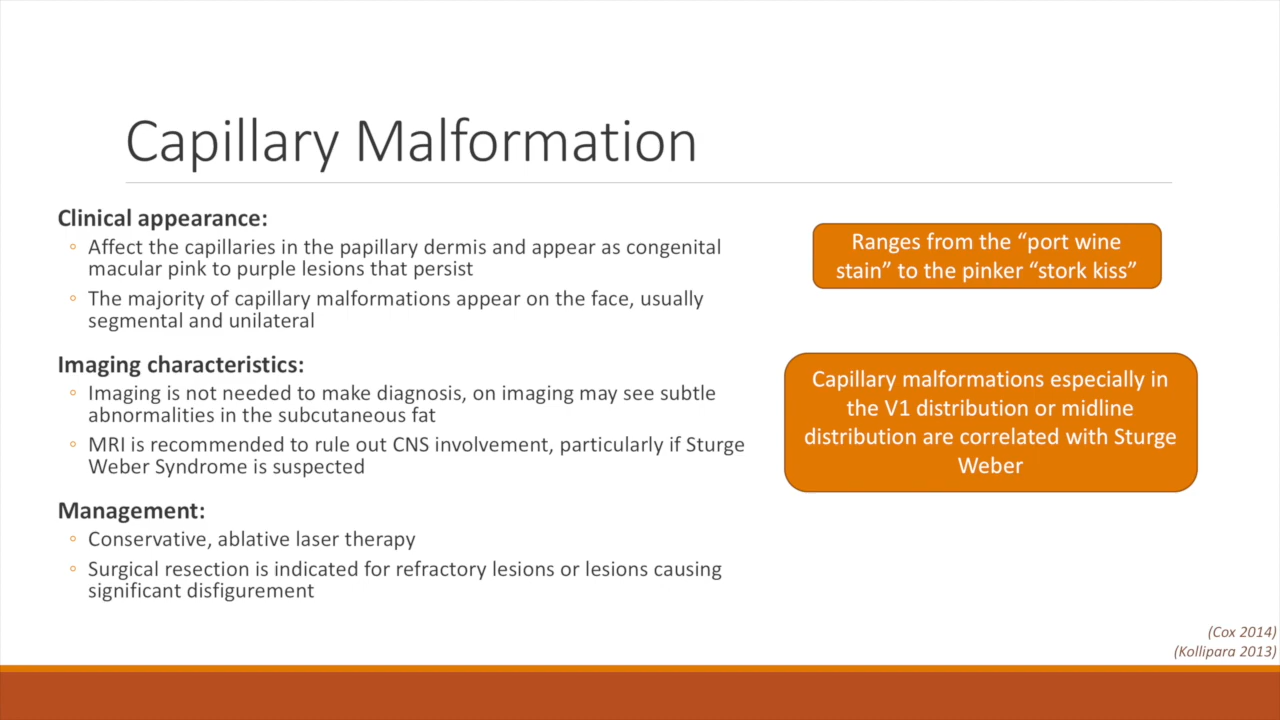 Capillary Malformation
Clinical appearance:
◦ Affect the capillaries in the papillary dermis and appear as congenital
macular pink to purple lesions that persist
◦ The majority of capillary malformations appear on the face, usually
segmental and unilateral
Imaging characteristics:
◦ Imaging is not needed to make diagnosis, on imaging may see subtle
abnormalities in the subcutaneous fat
◦ MRI is recommended to rule out CNS involvement, particularly if Sturge
Weber Syndrome is suspected
Management:
◦ Conservative, ablative laser therapy
◦ Surgical resection is indicated for refractory lesions or lesions causing
significant disfigurement
Ranges from the “port wine
stain” to the pinker “stork kiss”
Capillary malformations especially in
the V1 distribution or midline
distribution are correlated with Sturge
Weber
(Cox 2014)
(Kollipara 2013)